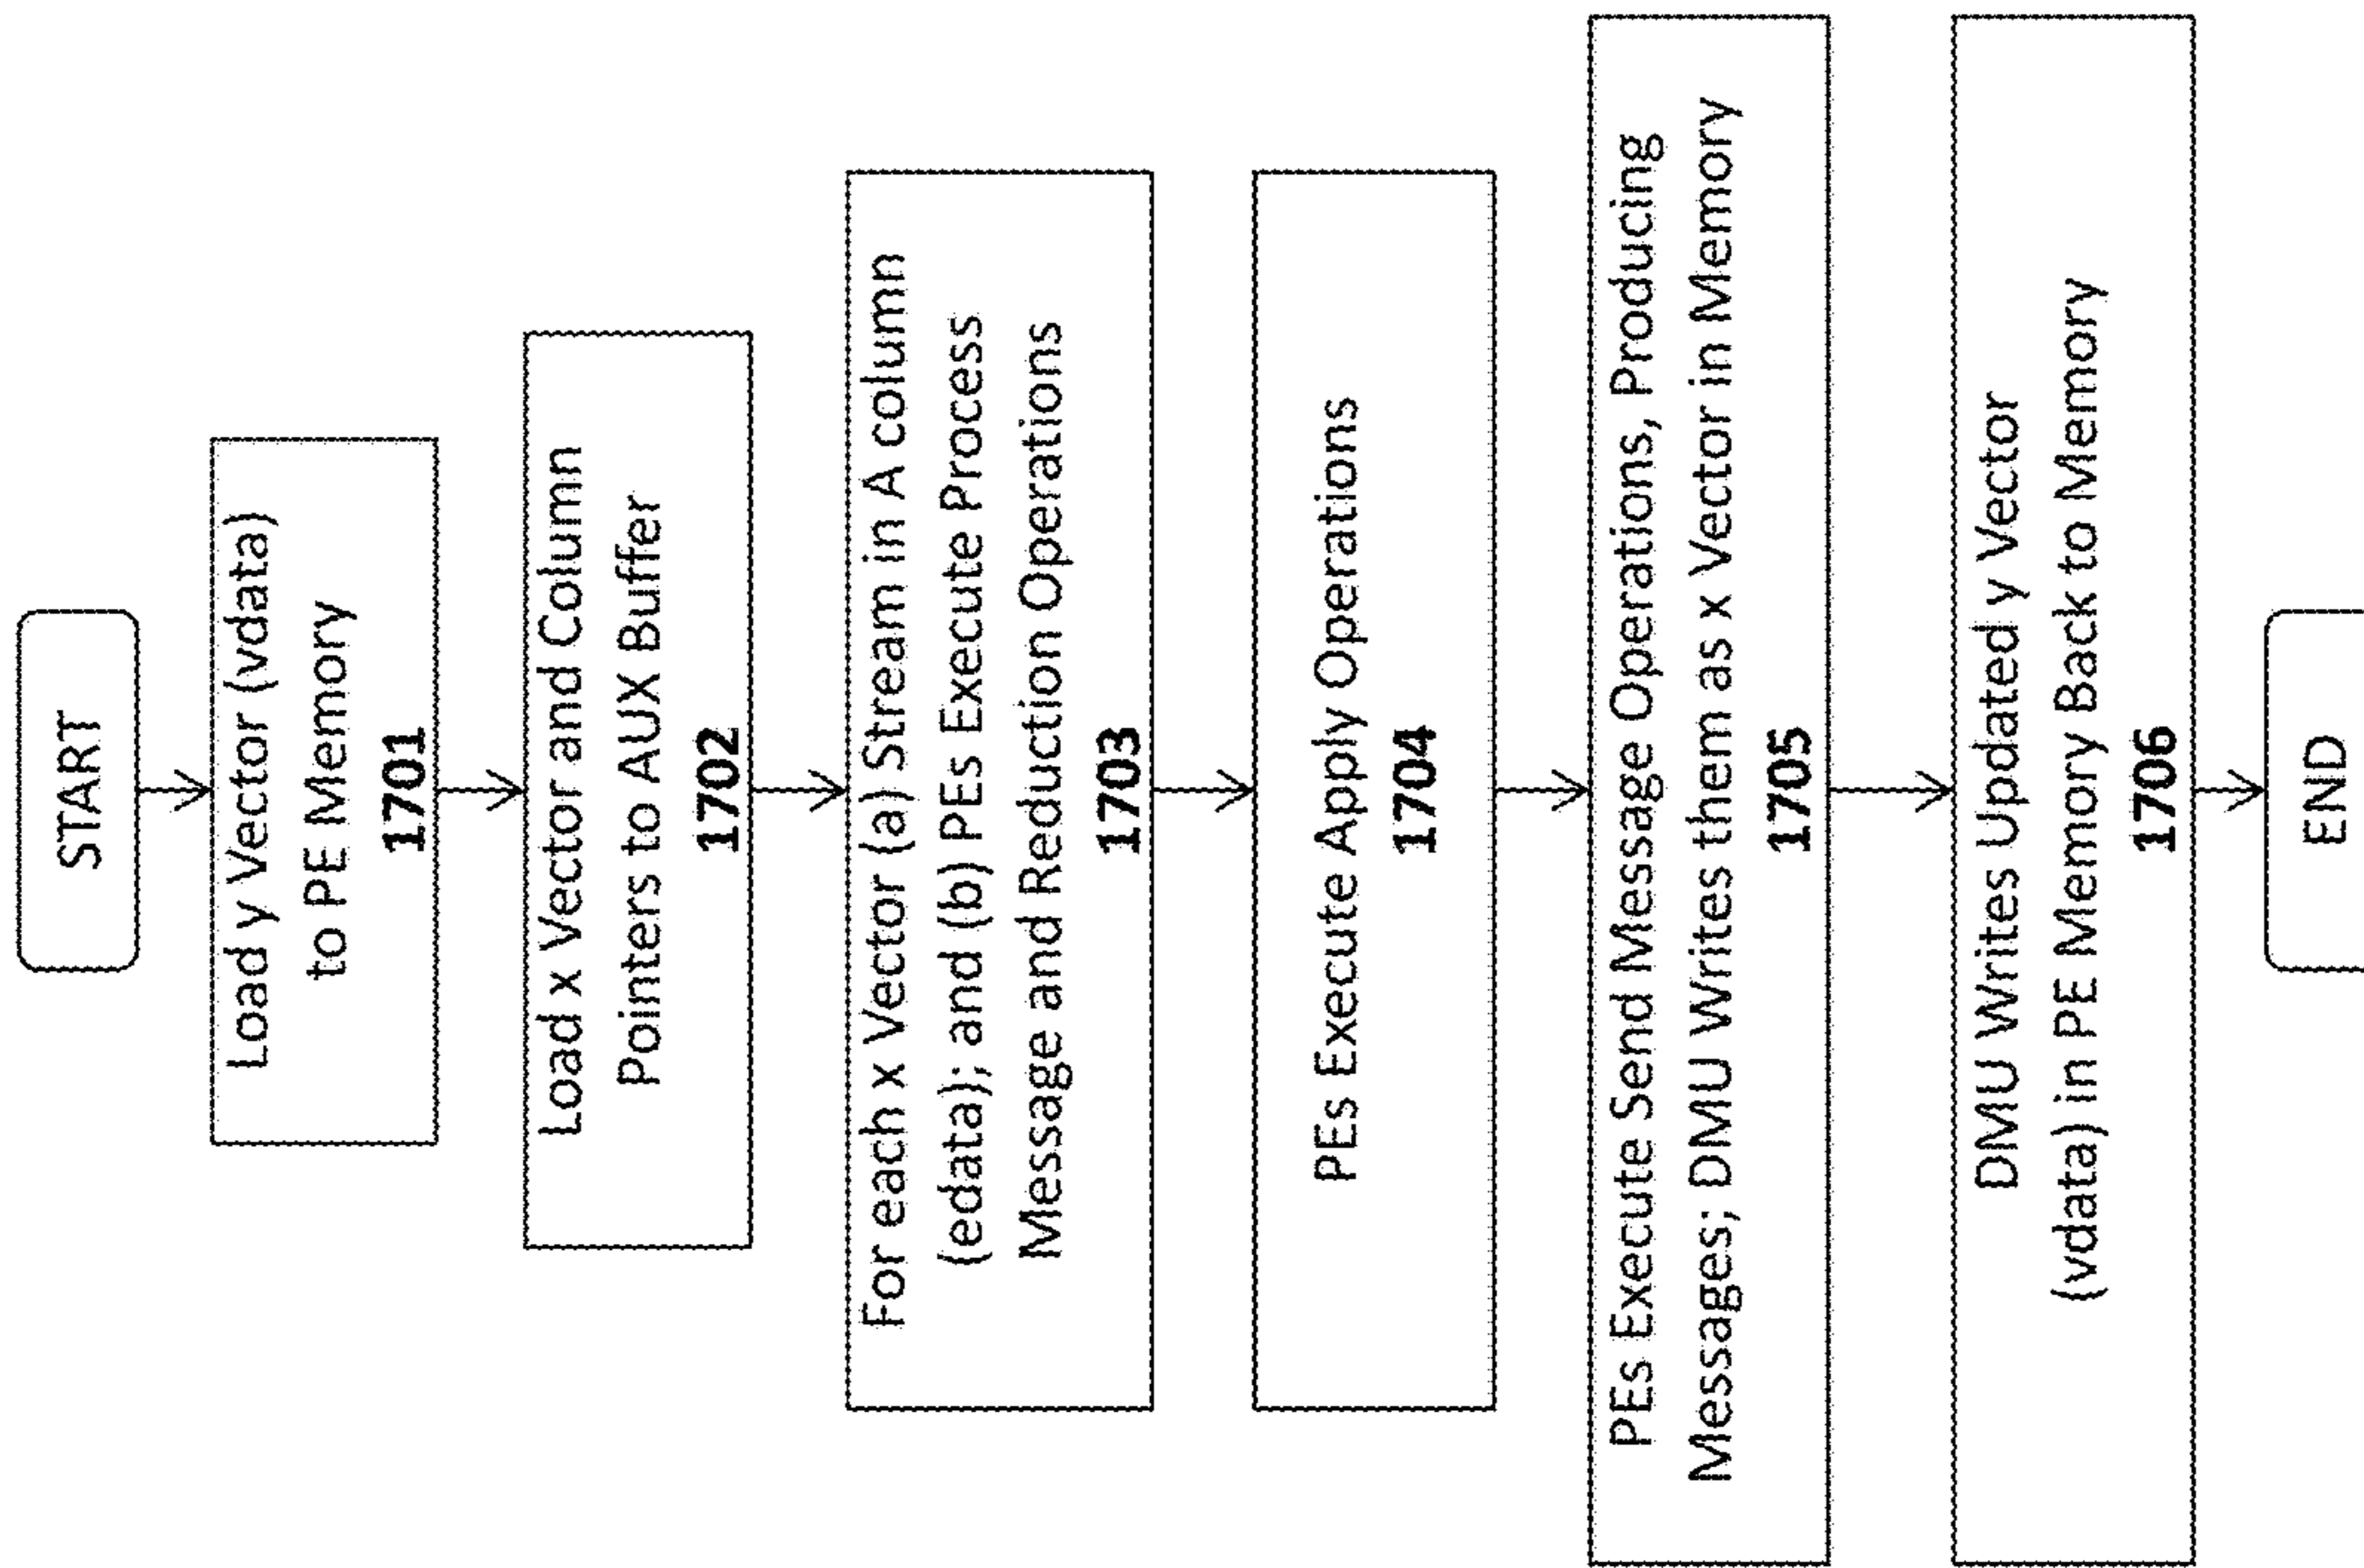 START
Load y Vector (vdata)
to PE Memory
1701
Load x Vector and Column
Pointers to AUX Buffer
1702
For each x Vector (a) Stream in A column
(edata); and (b) PEs Execute Process
Message and Reduction Operations
1703
PEs Execute Apply Operations
1704
PEs Execute Send Message Operations, Producing
Messages; DMU Writes them as x Vector in Memory
1705
DMU Writes Updated y Vector
(vdata) in PE Memory Back to Memory
1706
END